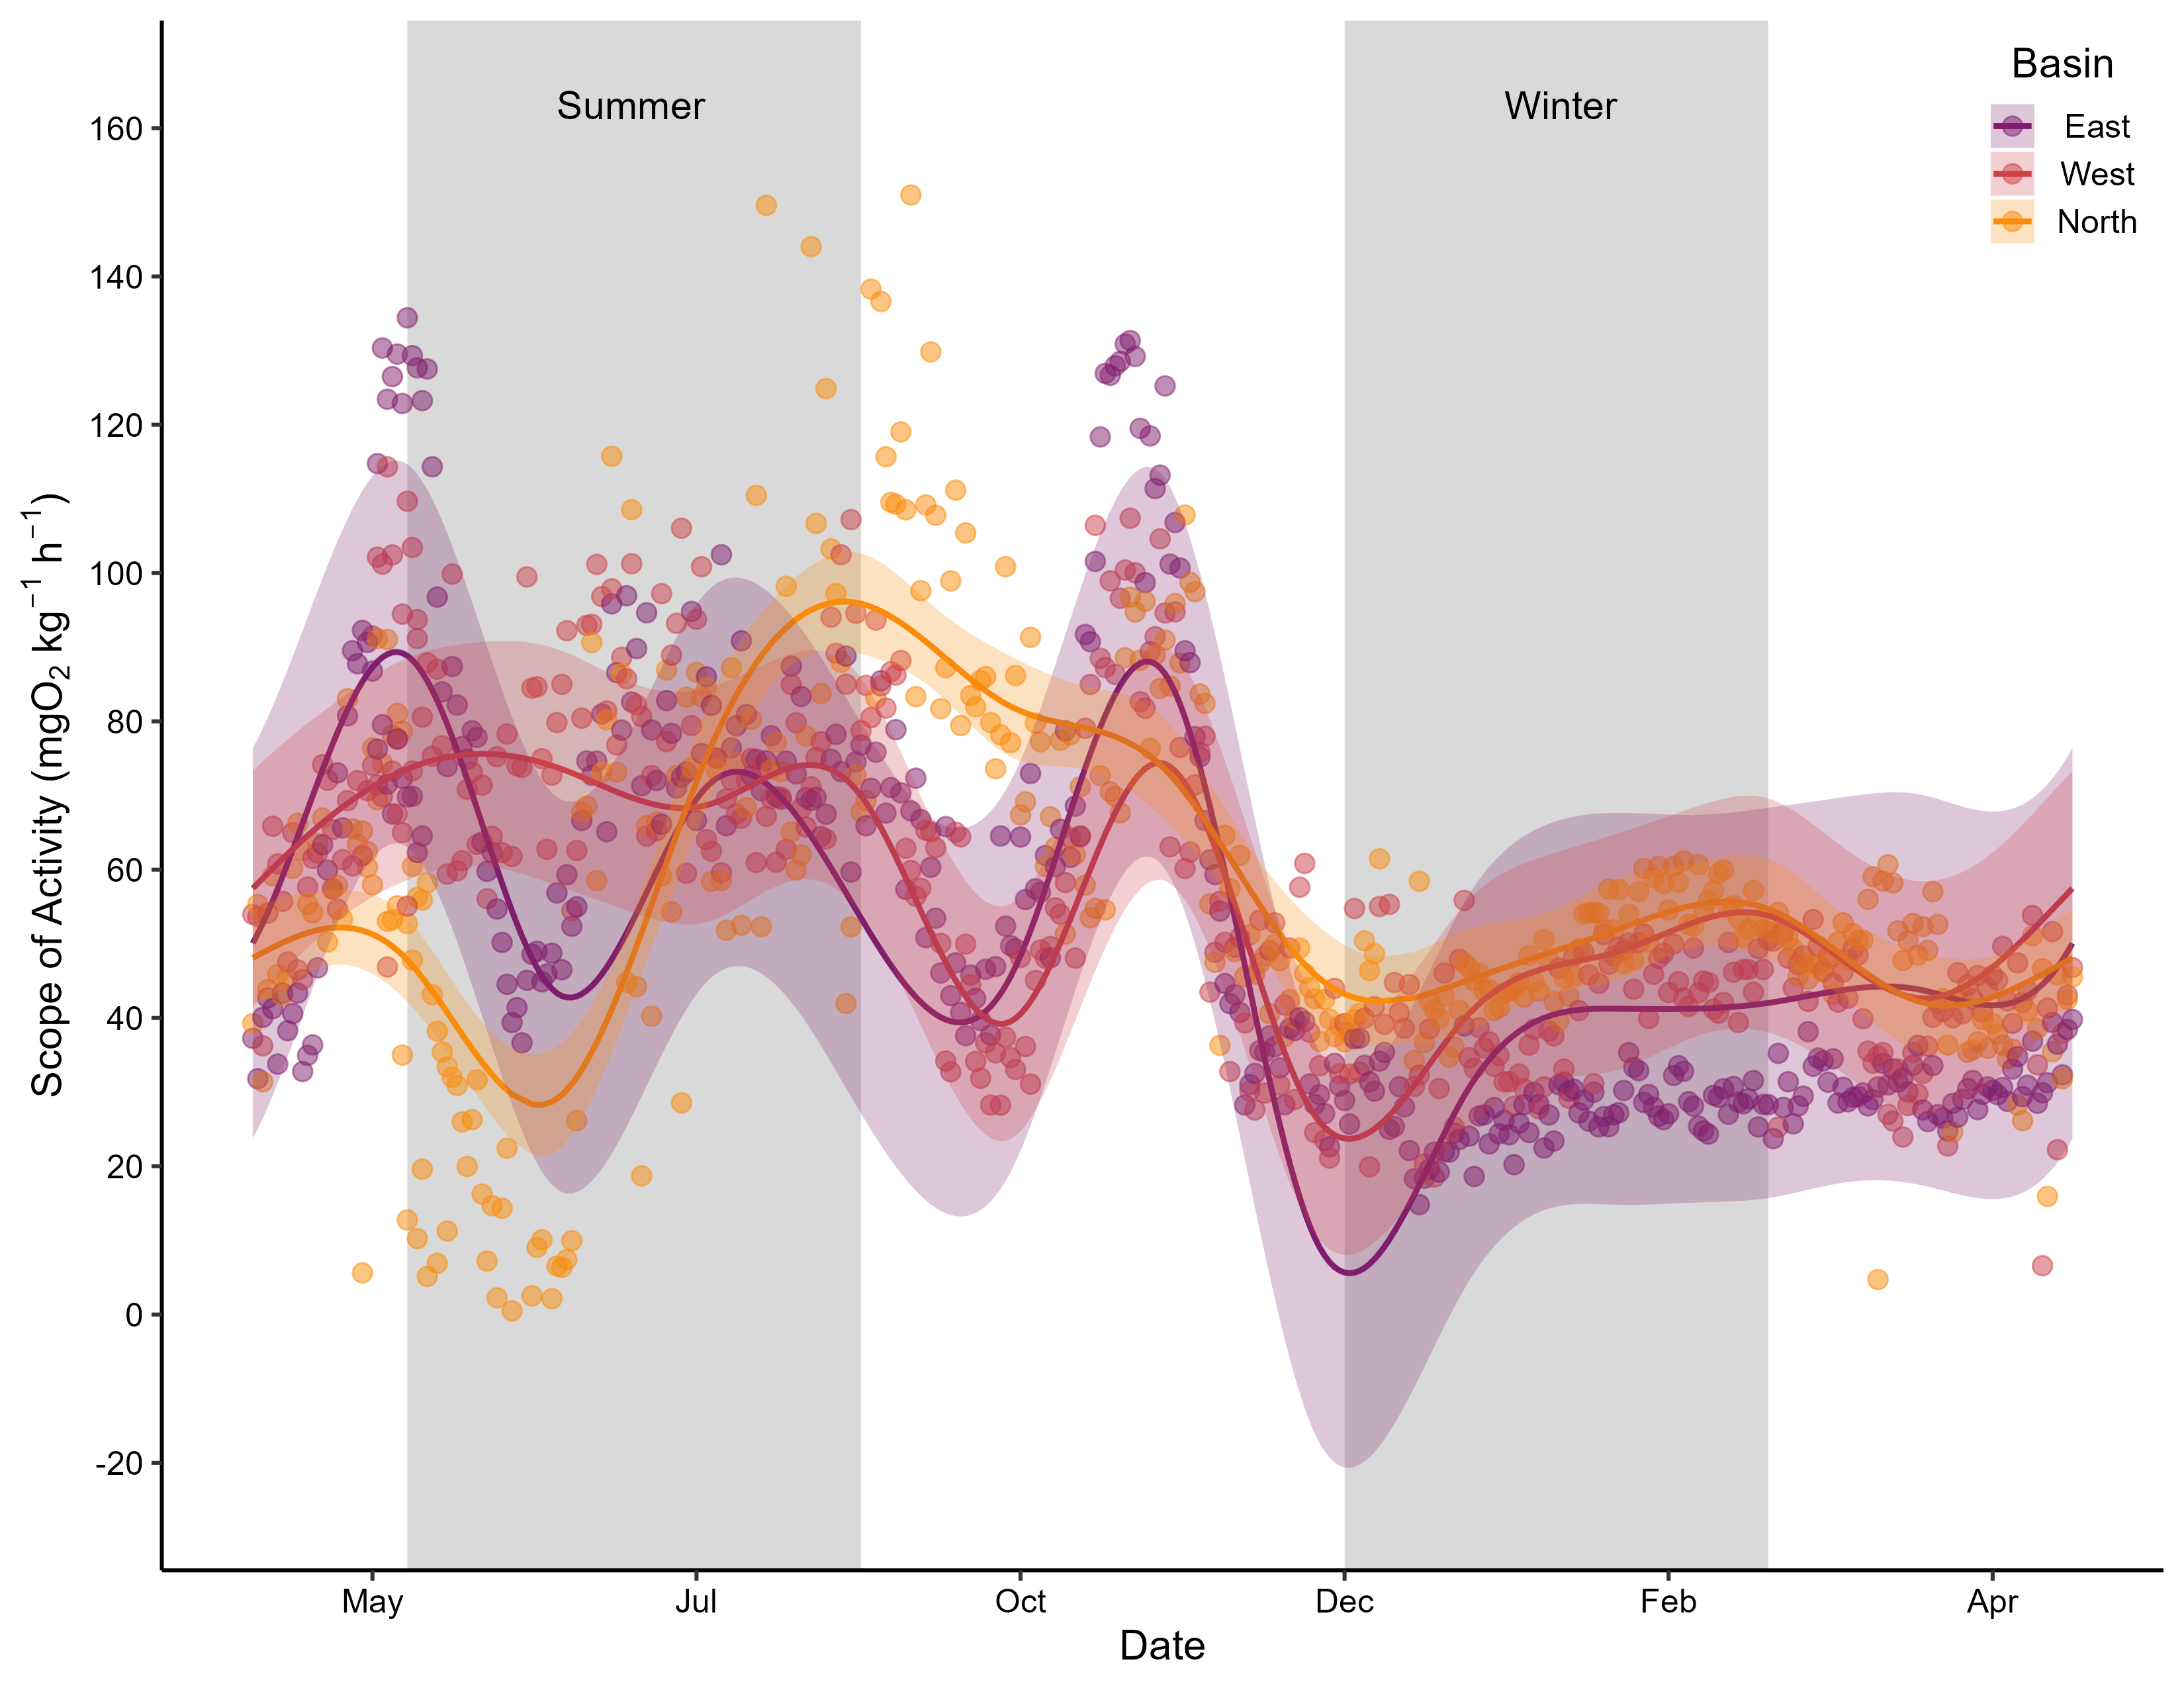 Summer
Winter
Basin
East
West
North
160
140
120
100
80
60
40
20
0
-20
Scope of Activity (mgO₂ kg⁻¹ h⁻¹)
May Jul Oct Dec Feb Apr
Date